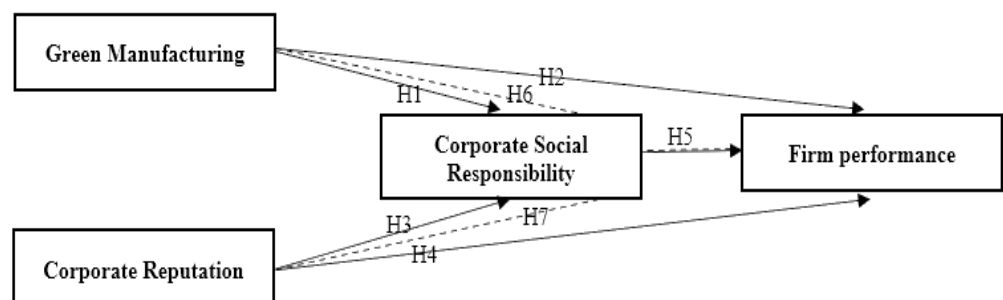 Green Manufacturing
H2
H1
H6
Corporate Social
Responsibility
H5
Firm performance
H3
H7
H4
Corporate Reputation